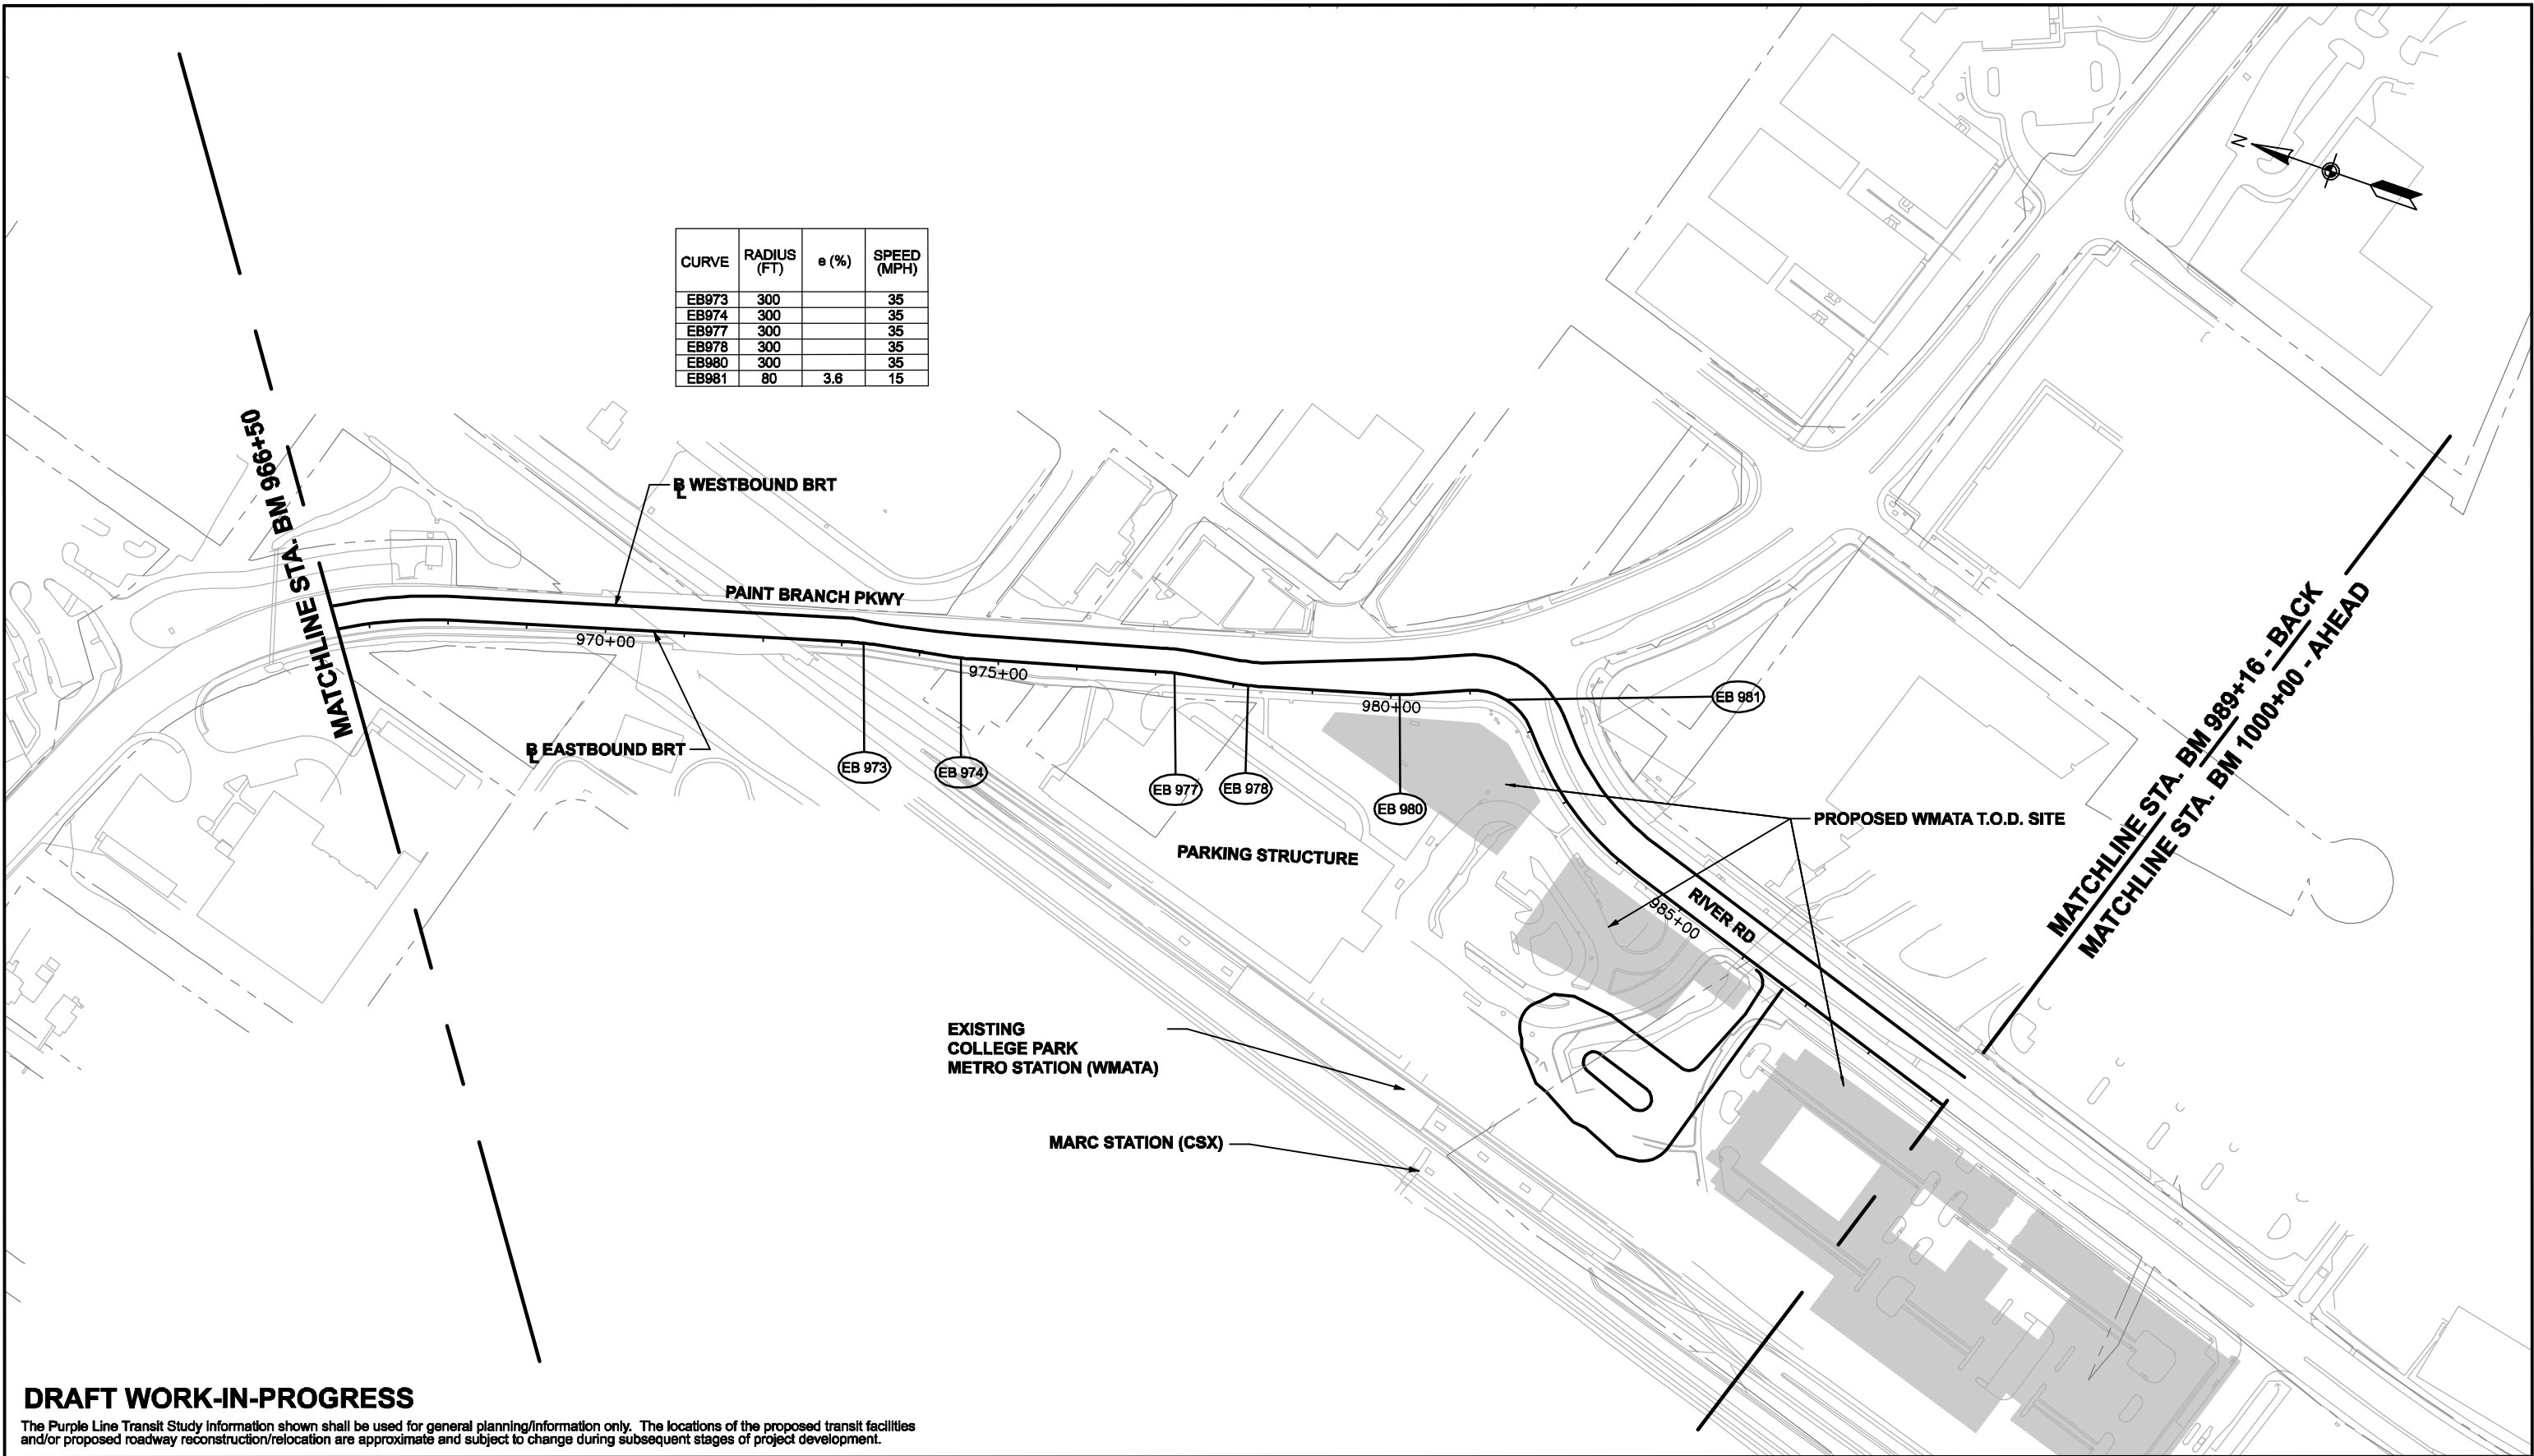 N
CURVE RADIUS (FT) e (%) SPEED (MPH)
EB973 300 35
EB974 300 35
EB977 300 35
EB978 300 35
EB980 300 35
EB981 80 3.6 15
MATCHLINE STA. BM 966+50
BL WESTBOUND BRT
PAINT BRANCH PKWY
970+00
975+00
980+00
EB 981
BL EASTBOUND BRT
EB 973
EB 974
EB 977
EB 978
EB 980
PROPOSED WMATA T.O.D. SITE
PARKING STRUCTURE
RIVER RD
985+00
MATCHLINE STA. BM 989+16 - BACK
MATCHLINE STA. BM 1000+00 - AHEAD
EXISTING
COLLEGE PARK
METRO STATION (WMATA)
MARC STATION (CSX)
DRAFT WORK-IN-PROGRESS
The Purple Line Transit Study information shown shall be used for general planning/information only. The locations of the proposed transit facilities
and/or proposed roadway reconstruction/relocation are approximate and subject to change during subsequent stages of project development.